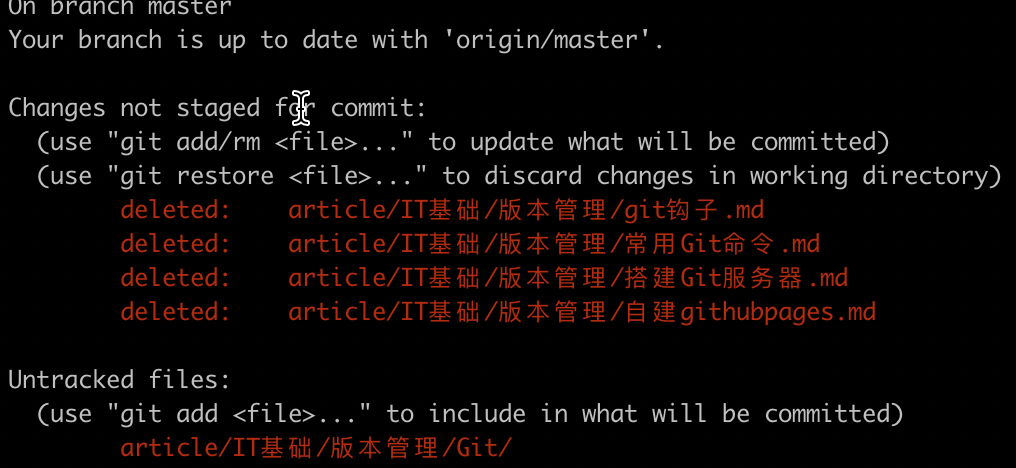 On branch master
Your branch is up to date with 'origin/master'.
Changes not staged for commit:
(use "git add/rm <file>..." to update what will be committed)
(use "git restore <file>..." to discard changes in working directory)
deleted: article/IT基础/版本管理/git钩子.md
deleted: article/IT基础/版本管理/常用Git命令.md
deleted: article/IT基础/版本管理/搭建Git服务器.md
deleted: article/IT基础/版本管理/自建githubpages.md
Untracked files:
(use "git add <file>..." to include in what will be committed)
article/IT基础/版本管理/Git/